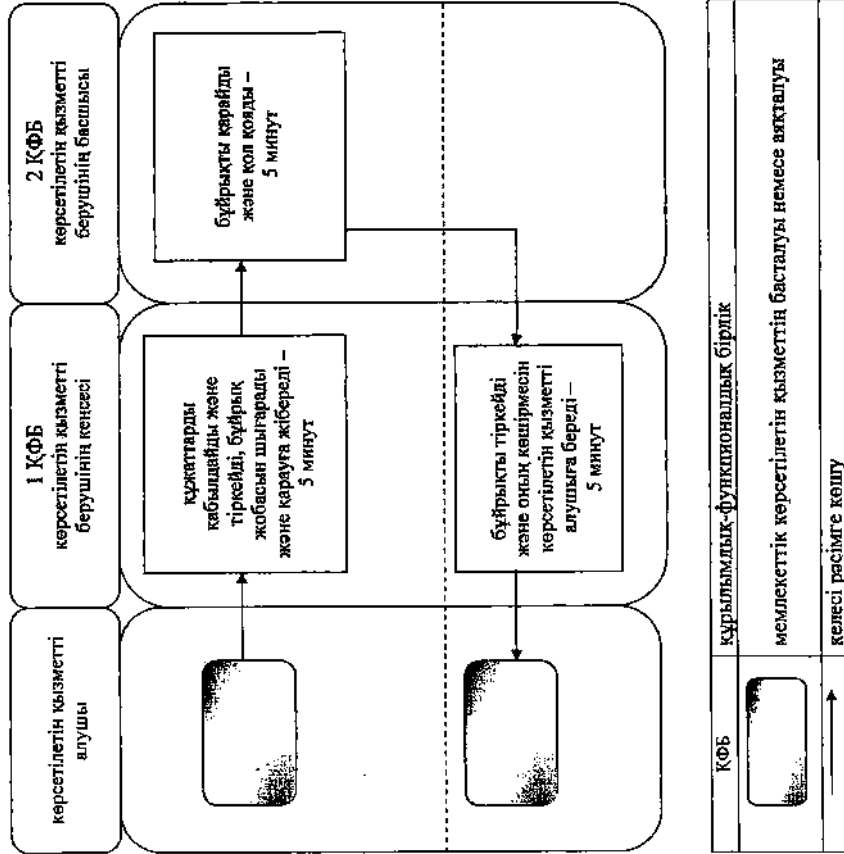 көрсетілетін қызметті
алушы
1 ҚФБ
көрсетілетін қызметті
берушінің кеңсесі
2 ҚФБ
көрсетілетін қызметті
берушінің басшысы
құжаттарды
қабылдайды және
тіркейді, бұйрық
жобасын шығарады
және қарауға жібереді –
5 минут
бұйрықты қарайды
және қол қояды –
5 минут
бұйрықты тіркейді
және оның көшірмесін
көрсетілетін қызметті
алушыға береді –
5 минут
ҚФБ
құрылымдық-функционалдық бірлік
мемлекеттік көрсетілетін қызметтің басталуы немесе аяқталуы
келесі рәсімге көшу